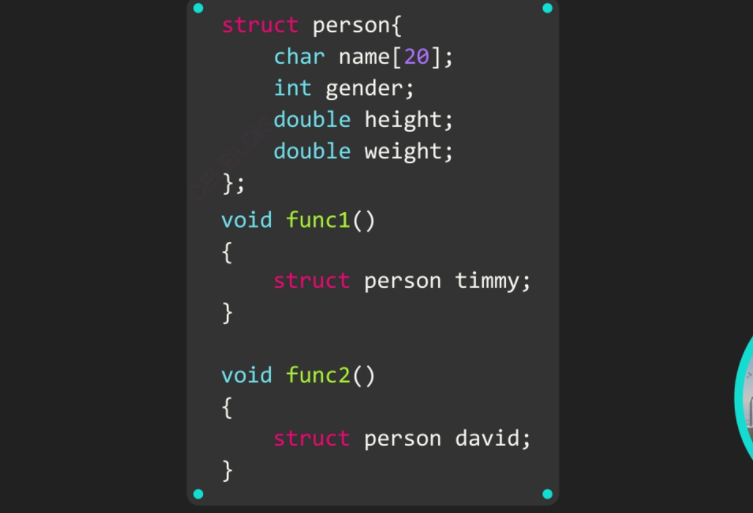 struct person{
    char name[20];
    int gender;
    double height;
    double weight;
};
void func1()
{
    struct person timmy;
}

void func2()
{
    struct person david;
}